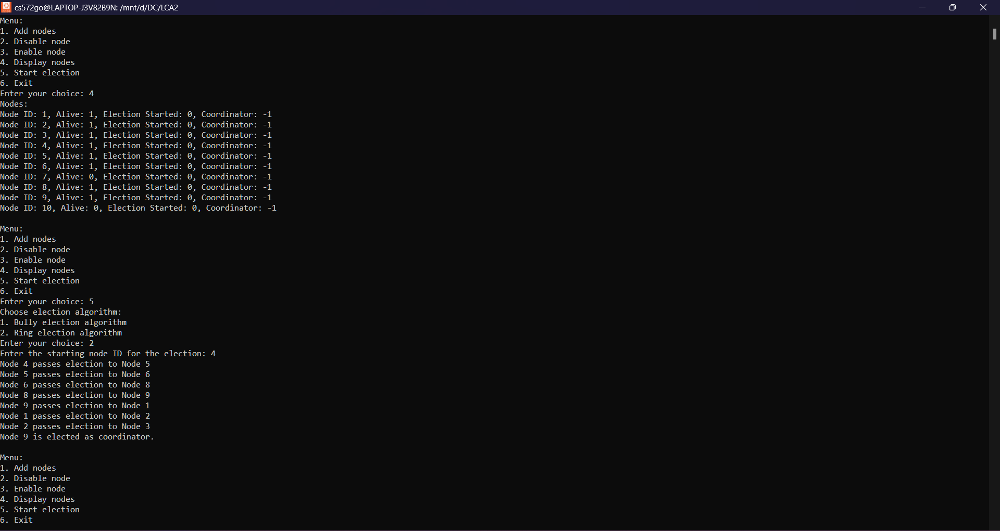 cs572go@LAPTOP-J3V82B9N: /mnt/d/DC/LCA2
Menu:
1. Add nodes
2. Disable node
3. Enable node
4. Display nodes
5. Start election
6. Exit
Enter your choice: 4
Nodes:
Node ID: 1, Alive: 1, Election Started: 0, Coordinator: -1
Node ID: 2, Alive: 1, Election Started: 0, Coordinator: -1
Node ID: 3, Alive: 1, Election Started: 0, Coordinator: -1
Node ID: 4, Alive: 1, Election Started: 0, Coordinator: -1
Node ID: 5, Alive: 1, Election Started: 0, Coordinator: -1
Node ID: 6, Alive: 1, Election Started: 0, Coordinator: -1
Node ID: 7, Alive: 0, Election Started: 0, Coordinator: -1
Node ID: 8, Alive: 1, Election Started: 0, Coordinator: -1
Node ID: 9, Alive: 1, Election Started: 0, Coordinator: -1
Node ID: 10, Alive: 0, Election Started: 0, Coordinator: -1
Menu:
1. Add nodes
2. Disable node
3. Enable node
4. Display nodes
5. Start election
6. Exit
Enter your choice: 5
Choose election algorithm:
1. Bully election algorithm
2. Ring election algorithm
Enter your choice: 2
Enter the starting node ID for the election: 4
Node 4 passes election to Node 5
Node 5 passes election to Node 6
Node 6 passes election to Node 8
Node 8 passes election to Node 9
Node 9 passes election to Node 1
Node 1 passes election to Node 2
Node 2 passes election to Node 3
Node 9 is elected as coordinator.
Menu:
1. Add nodes
2. Disable node
3. Enable node
4. Display nodes
5. Start election
6. Exit